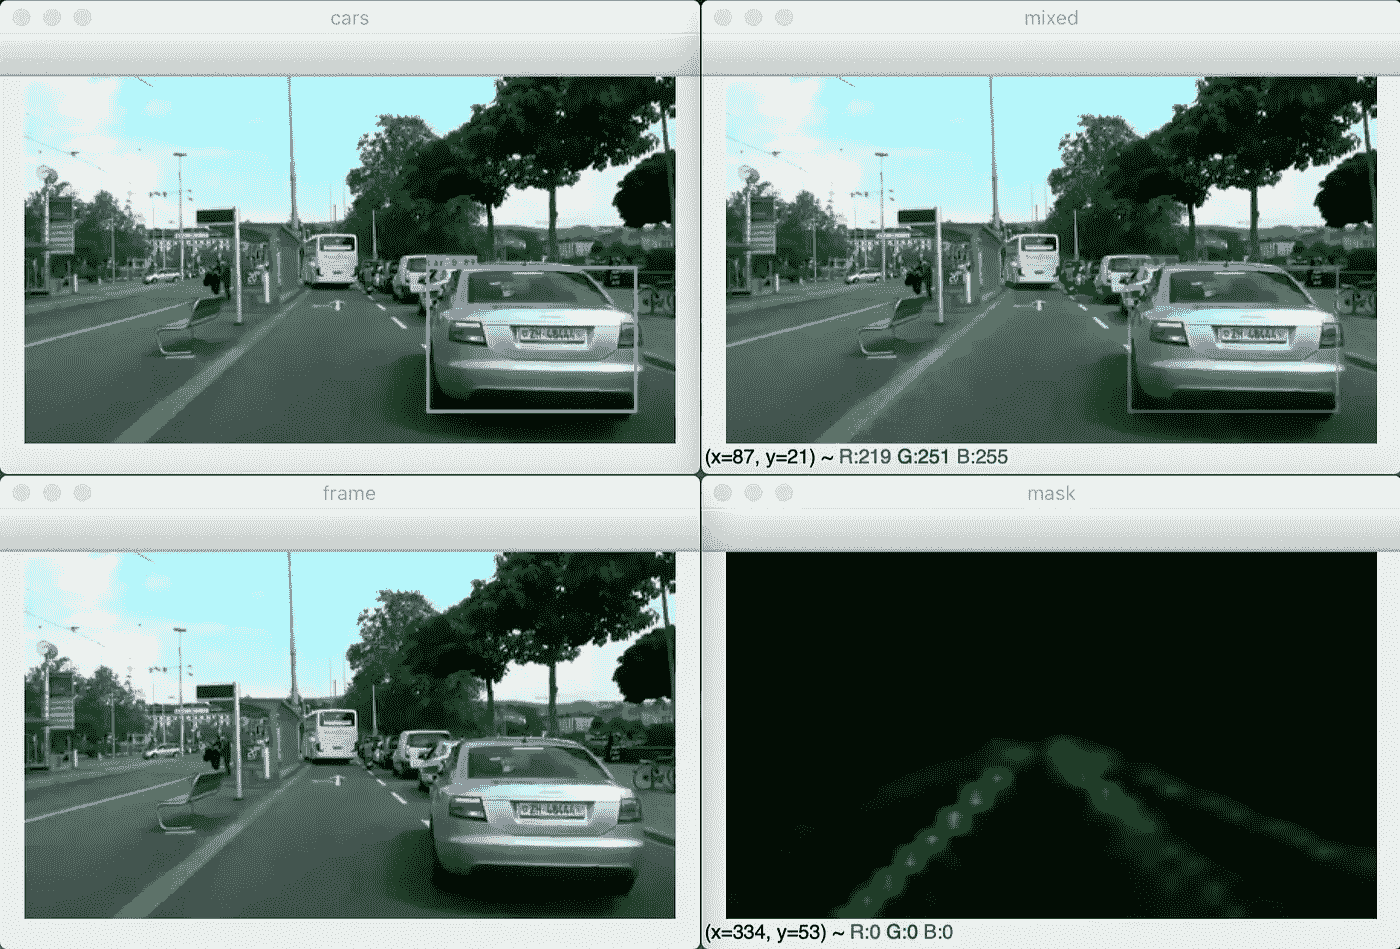 cars
mixed
(x=87, y=21) ~ R:219 G:251 B:255
frame
mask
(x=334, y=53) ~ R:0 G:0 B:0